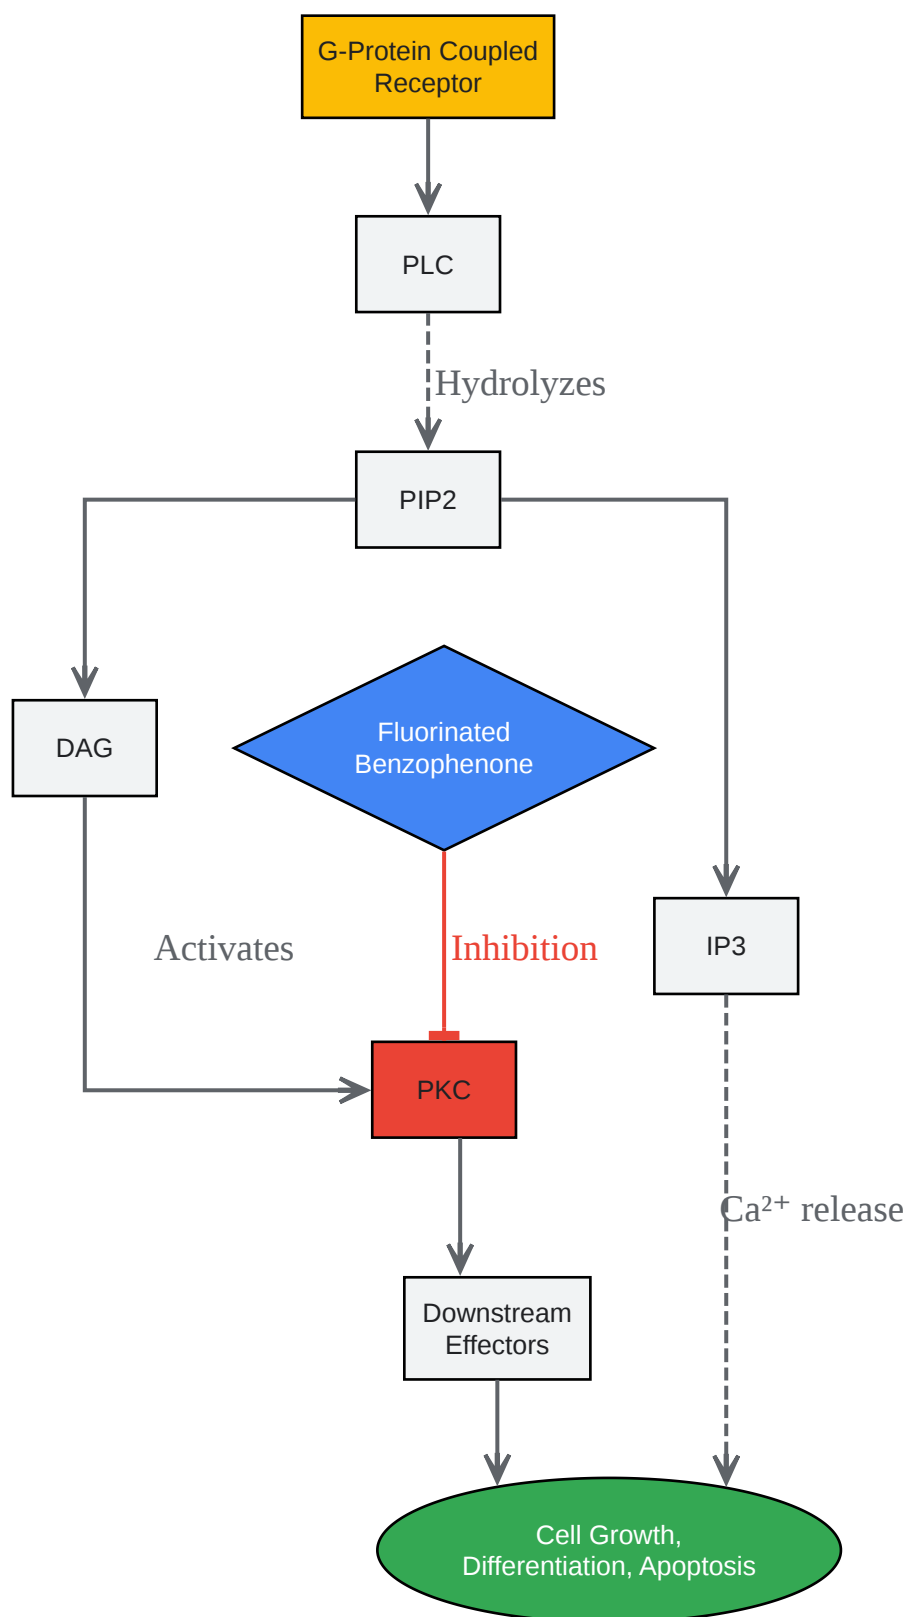 G-Protein Coupled
Receptor
PLC
Hydrolyzes
PIP2
Fluorinated
Benzophenone
DAG
Activates
Inhibition
IP3
PKC
Ca²⁺ release
Downstream
Effectors
Cell Growth,
Differentiation, Apoptosis